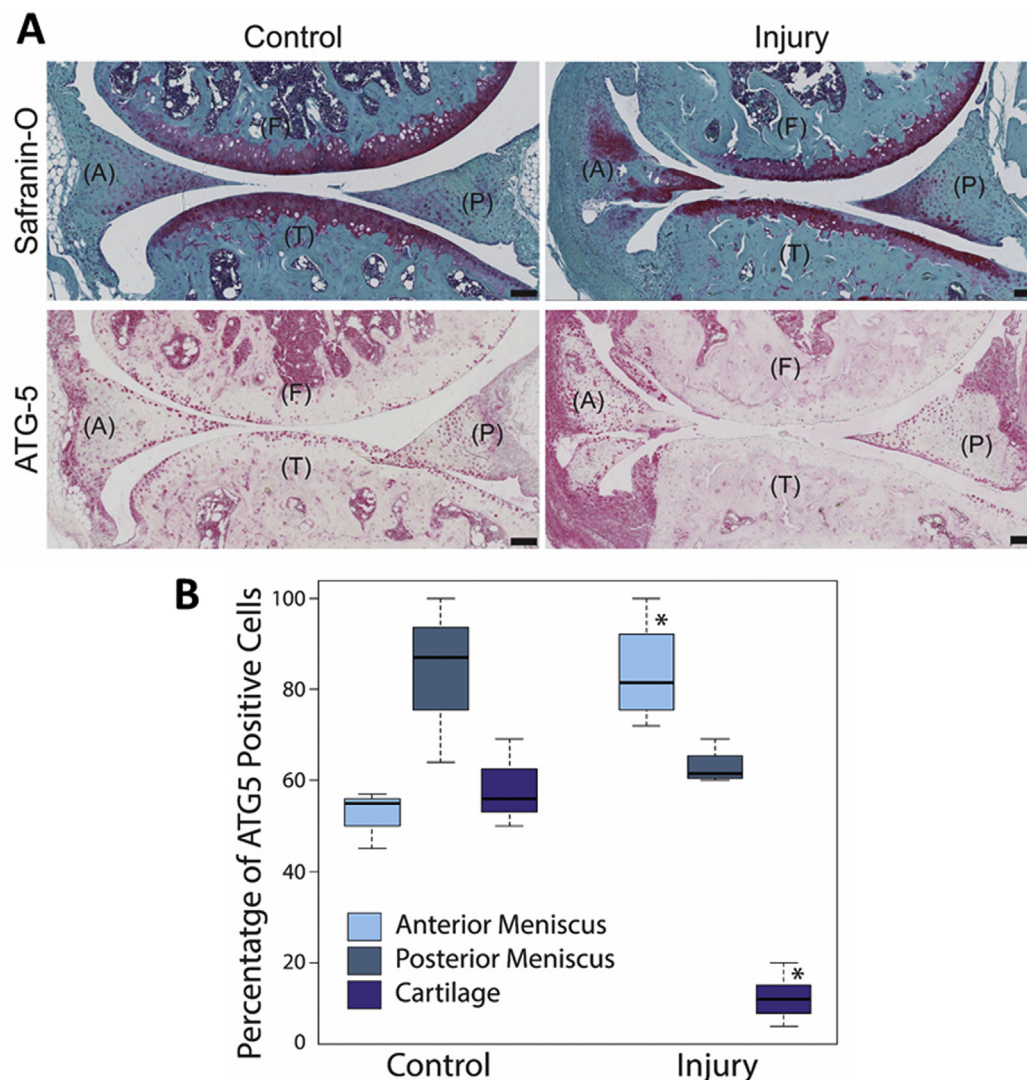 A
Control
Injury
Safranin-O
(F)
(A)
(P)
(T)
(F)
(A)
(P)
(T)
ATG-5
(F)
(A)
(P)
(T)
(F)
(A)
(P)
(T)
B
Percentatge of ATG5 Positive Cells
100
80
60
40
20
0
*
*
Anterior Meniscus
Posterior Meniscus
Cartilage
Control
Injury